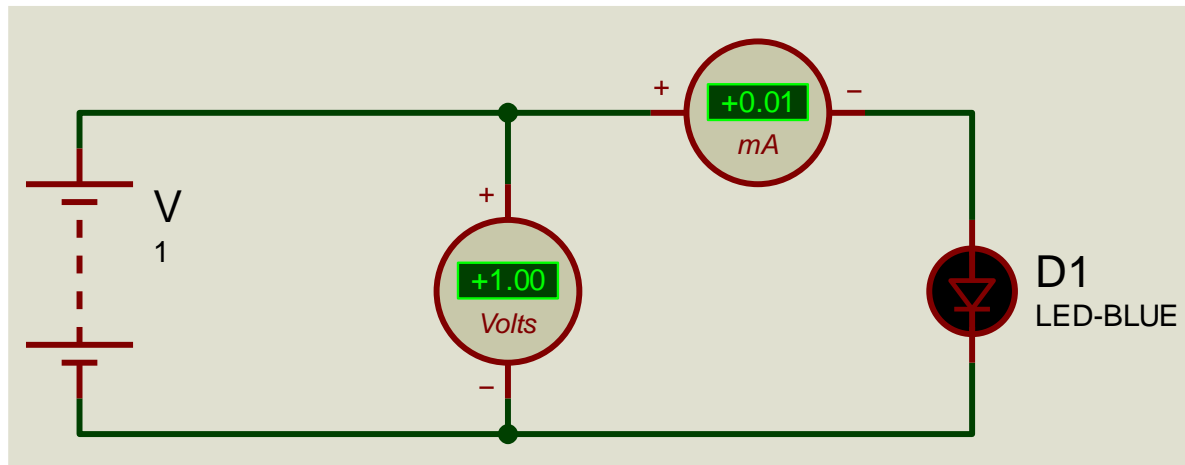 +
+0.01
−
mA
V
1
+
+1.00
Volts
−
D1
LED-BLUE